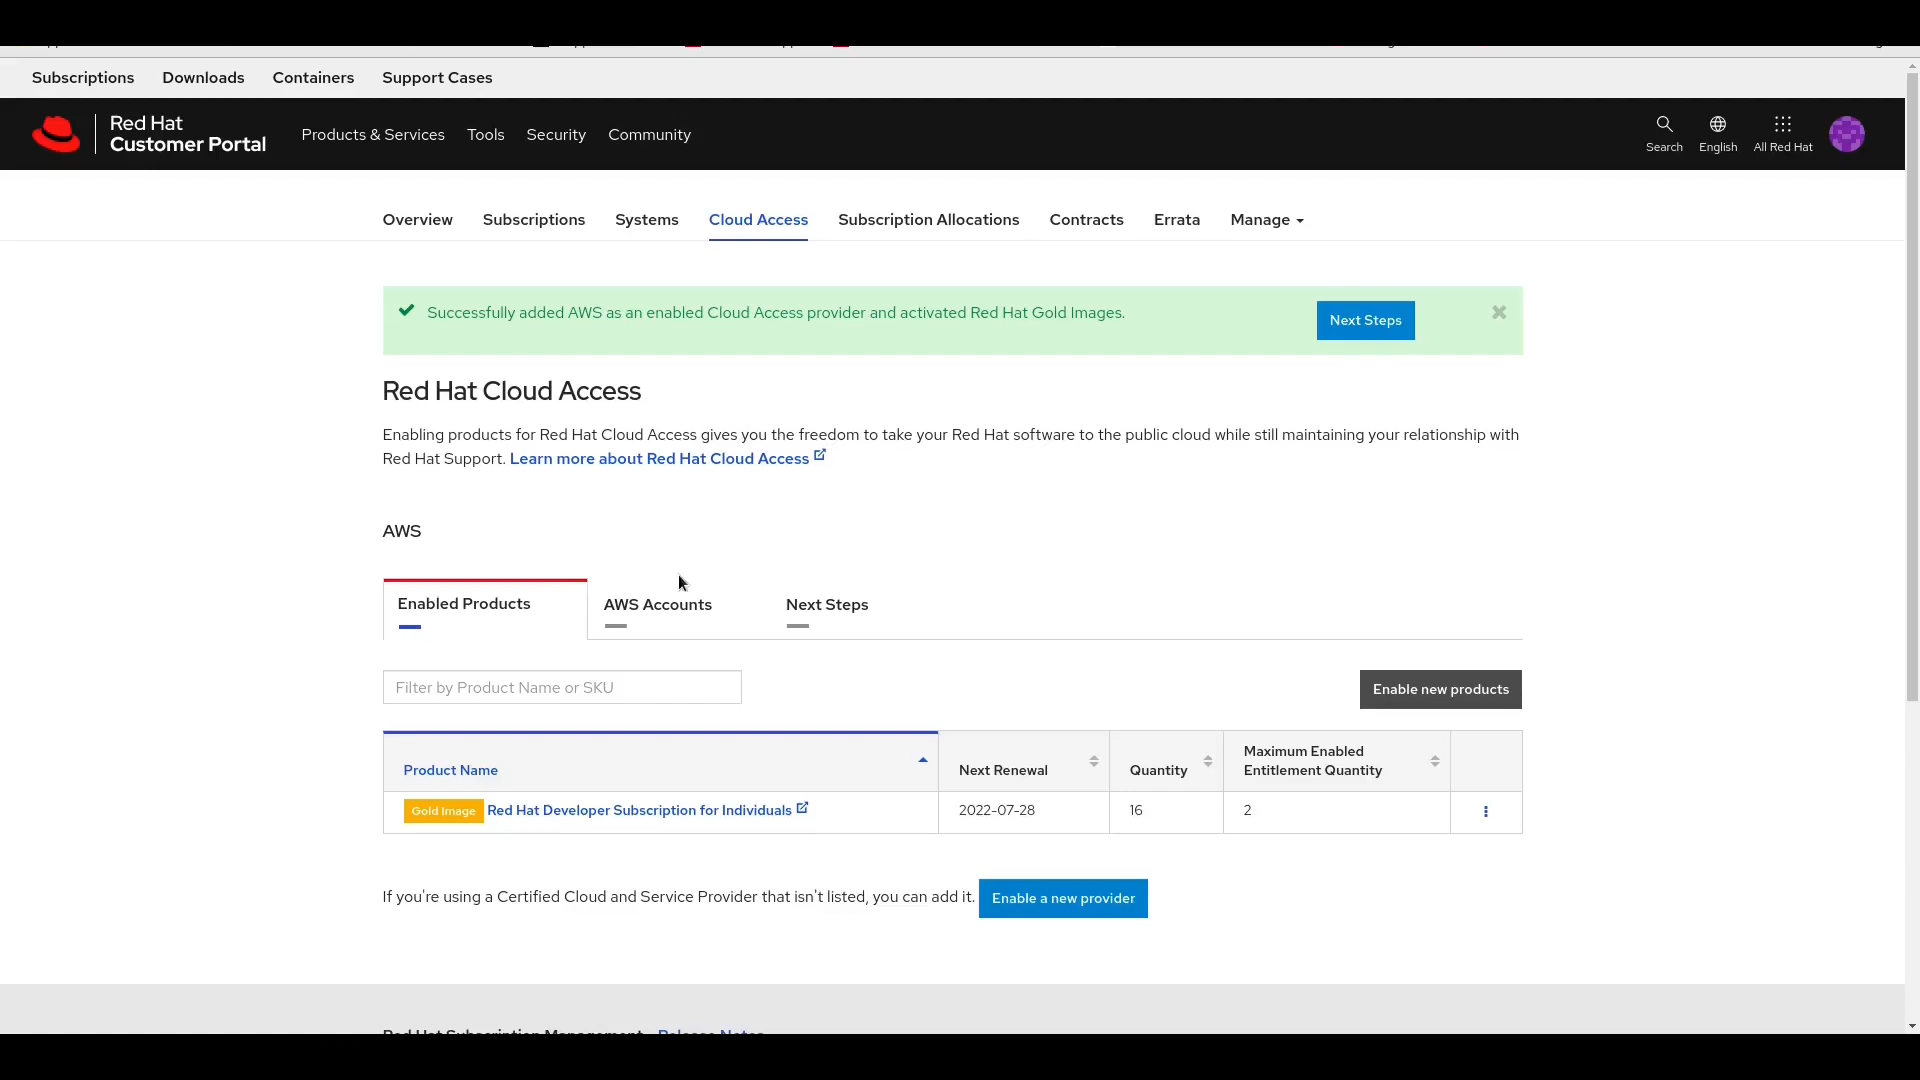 Subscriptions Downloads Containers Support Cases
Red Hat
Customer Portal
Products & Services Tools Security Community
Search English All Red Hat
Overview Subscriptions Systems Cloud Access Subscription Allocations Contracts Errata Manage
Successfully added AWS as an enabled Cloud Access provider and activated Red Hat Gold Images.
Next Steps
Red Hat Cloud Access
Enabling products for Red Hat Cloud Access gives you the freedom to take your Red Hat software to the public cloud while still maintaining your relationship with
Red Hat Support. Learn more about Red Hat Cloud Access
AWS
Enabled Products AWS Accounts Next Steps
Filter by Product Name or SKU
Enable new products
Product Name Next Renewal Quantity Maximum Enabled
Entitlement Quantity
Gold Image Red Hat Developer Subscription for Individuals 2022-07-28 16 2
If you're using a Certified Cloud and Service Provider that isn't listed, you can add it. Enable a new provider
Red Hat Subscription Management Release Notes